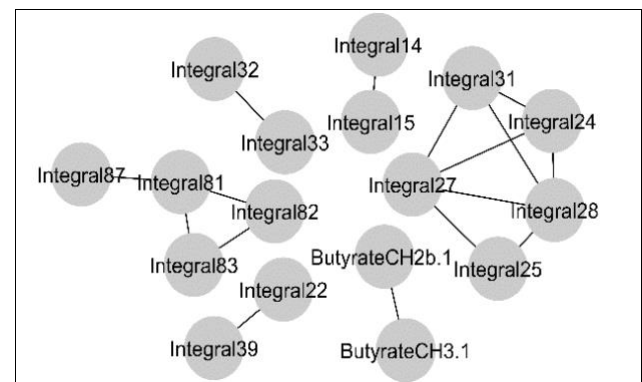 Integral14
Integral32
Integral31
Integral24
Integral15
Integral33
Integral87
Integral81
Integral27
Integral82
Integral28
ButyrateCH2b.1
Integral83
Integral25
Integral22
Integral39
ButyrateCH3.1